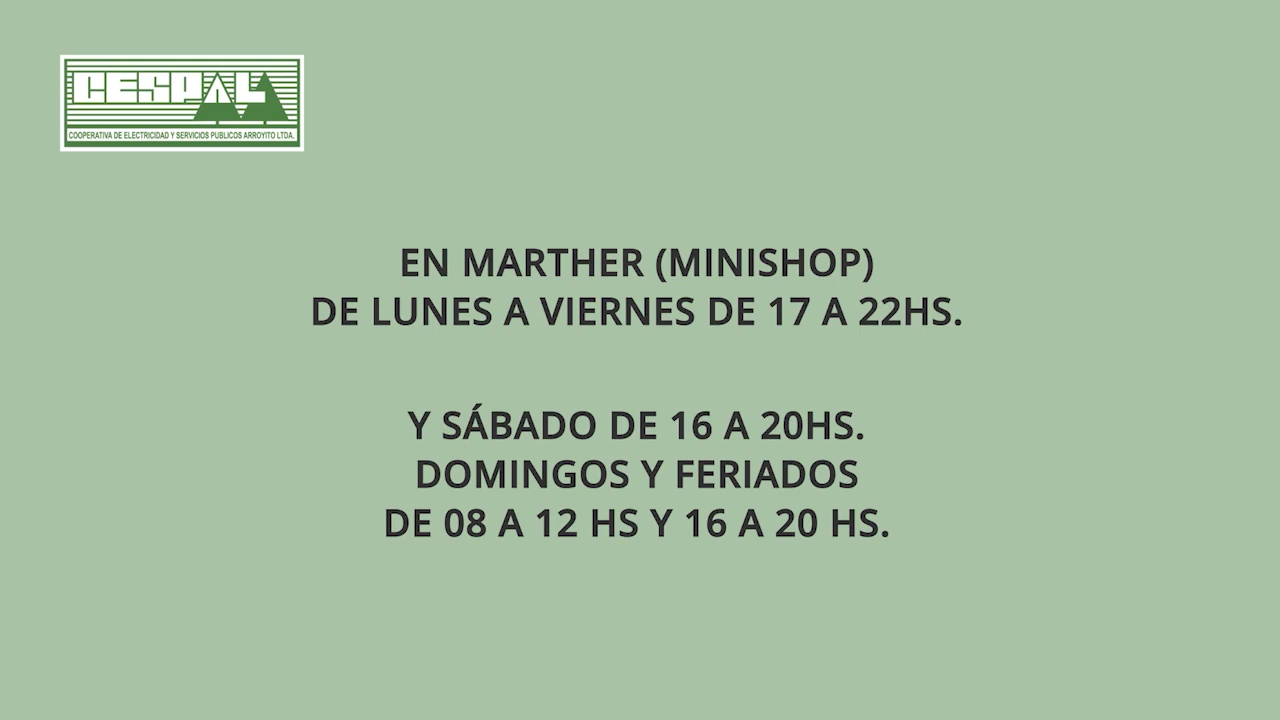 CESPAL
COOPERATIVA DE ELECTRICIDAD Y SERVICIOS PUBLICOS ARROYITO LTDA.
EN MARTHER (MINISHOP)
DE LUNES A VIERNES DE 17 A 22HS.
Y SÁBADO DE 16 A 20HS.
DOMINGOS Y FERIADOS
DE 08 A 12 HS Y 16 A 20 HS.